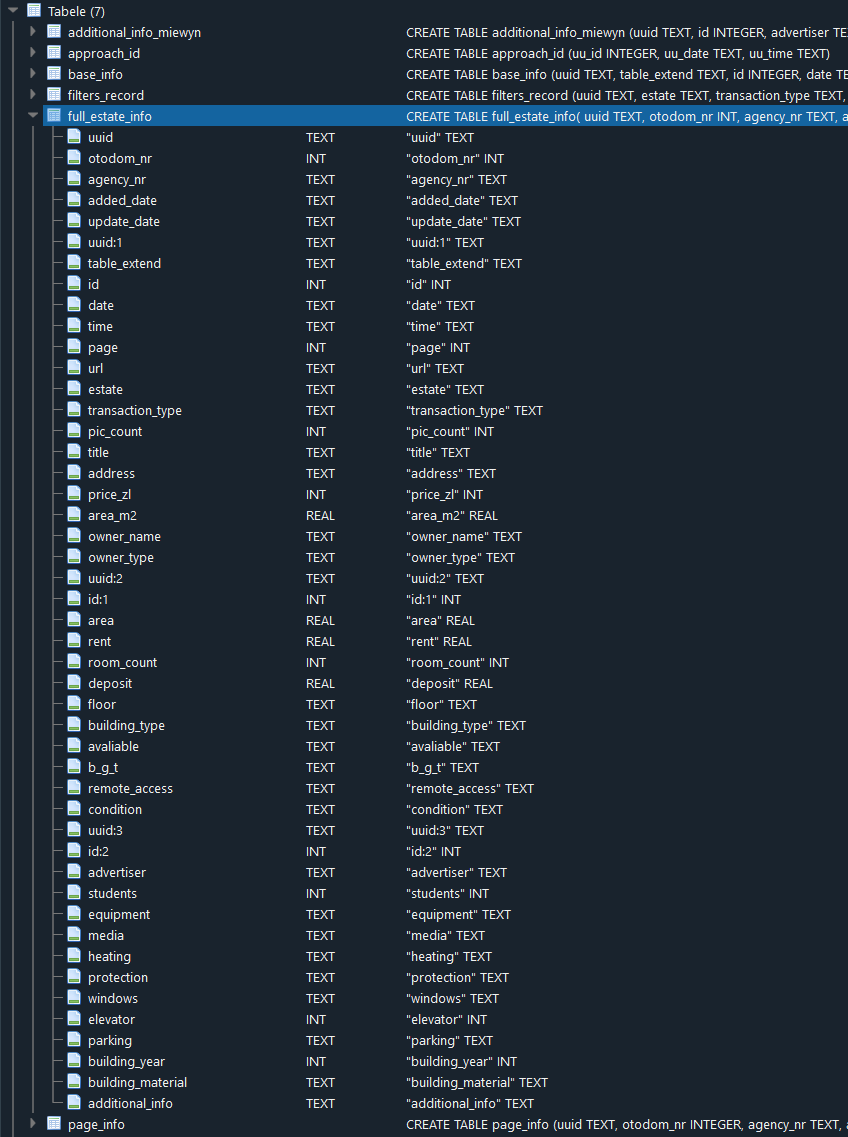 Tabele (7)
additional_info_miewyn CREATE TABLE additional_info_miewyn (uuid TEXT, id INTEGER, advertiser TE
approach_id CREATE TABLE approach_id (uu_id INTEGER, uu_date TEXT, uu_time TEXT)
base_info CREATE TABLE base_info (uuid TEXT, table_extend TEXT, id INTEGER, date TE
filters_record CREATE TABLE filters_record (uuid TEXT, estate TEXT, transaction_type TEXT,
full_estate_info CREATE TABLE full_estate_info( uuid TEXT, otodom_nr INT, agency_nr TEXT, a
uuid TEXT "uuid" TEXT
otodom_nr INT "otodom_nr" INT
agency_nr TEXT "agency_nr" TEXT
added_date TEXT "added_date" TEXT
update_date TEXT "update_date" TEXT
uuid:1 TEXT "uuid:1" TEXT
table_extend TEXT "table_extend" TEXT
id INT "id" INT
date TEXT "date" TEXT
time TEXT "time" TEXT
page INT "page" INT
url TEXT "url" TEXT
estate TEXT "estate" TEXT
transaction_type TEXT "transaction_type" TEXT
pic_count INT "pic_count" INT
title TEXT "title" TEXT
address TEXT "address" TEXT
price_zl INT "price_zl" INT
area_m2 REAL "area_m2" REAL
owner_name TEXT "owner_name" TEXT
owner_type TEXT "owner_type" TEXT
uuid:2 TEXT "uuid:2" TEXT
id:1 INT "id:1" INT
area REAL "area" REAL
rent REAL "rent" REAL
room_count INT "room_count" INT
deposit REAL "deposit" REAL
floor TEXT "floor" TEXT
building_type TEXT "building_type" TEXT
avaliable TEXT "avaliable" TEXT
b_g_t TEXT "b_g_t" TEXT
remote_access TEXT "remote_access" TEXT
condition TEXT "condition" TEXT
uuid:3 TEXT "uuid:3" TEXT
id:2 INT "id:2" INT
advertiser TEXT "advertiser" TEXT
students INT "students" INT
equipment TEXT "equipment" TEXT
media TEXT "media" TEXT
heating TEXT "heating" TEXT
protection TEXT "protection" TEXT
windows TEXT "windows" TEXT
elevator INT "elevator" INT
parking TEXT "parking" TEXT
building_year INT "building_year" INT
building_material TEXT "building_material" TEXT
additional_info TEXT "additional_info" TEXT
page_info CREATE TABLE page_info (uuid TEXT, otodom_nr INTEGER, agency_nr TEXT, a